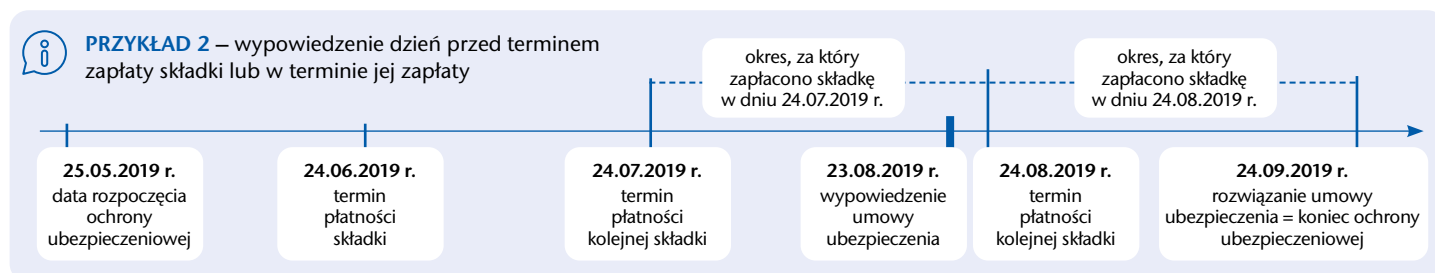 PRZYKŁAD 2 – wypowiedzenie dzień przed terminem
zapłaty składki lub w terminie jej zapłaty
okres, za który
zapłacono składkę
w dniu 24.07.2019 r.
okres, za który
zapłacono składkę
w dniu 24.08.2019 r.
25.05.2019 r.
data rozpoczęcia
ochrony
ubezpieczeniowej
24.06.2019 r.
termin
płatności
składki
24.07.2019 r.
termin
płatności
kolejnej składki
23.08.2019 r.
wypowiedzenie
umowy
ubezpieczenia
24.08.2019 r.
termin
płatności
kolejnej składki
24.09.2019 r.
rozwiązanie umowy
ubezpieczenia = koniec ochrony
ubezpieczeniowej